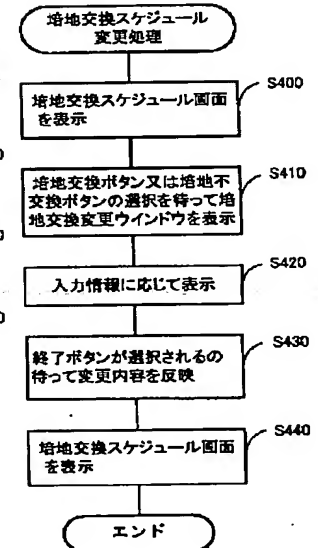 培地交換スケジュール
変更処理
S400
培地交換スケジュール画面
を表示
S410
培地交換ボタン又は培地不
交換ボタンの選択を待って培
地交換変更ウインドウを表示
S420
入力情報に応じて表示
S430
終了ボタンが選択されるの
待って変更内容を反映
S440
培地交換スケジュール画面
を表示
エンド